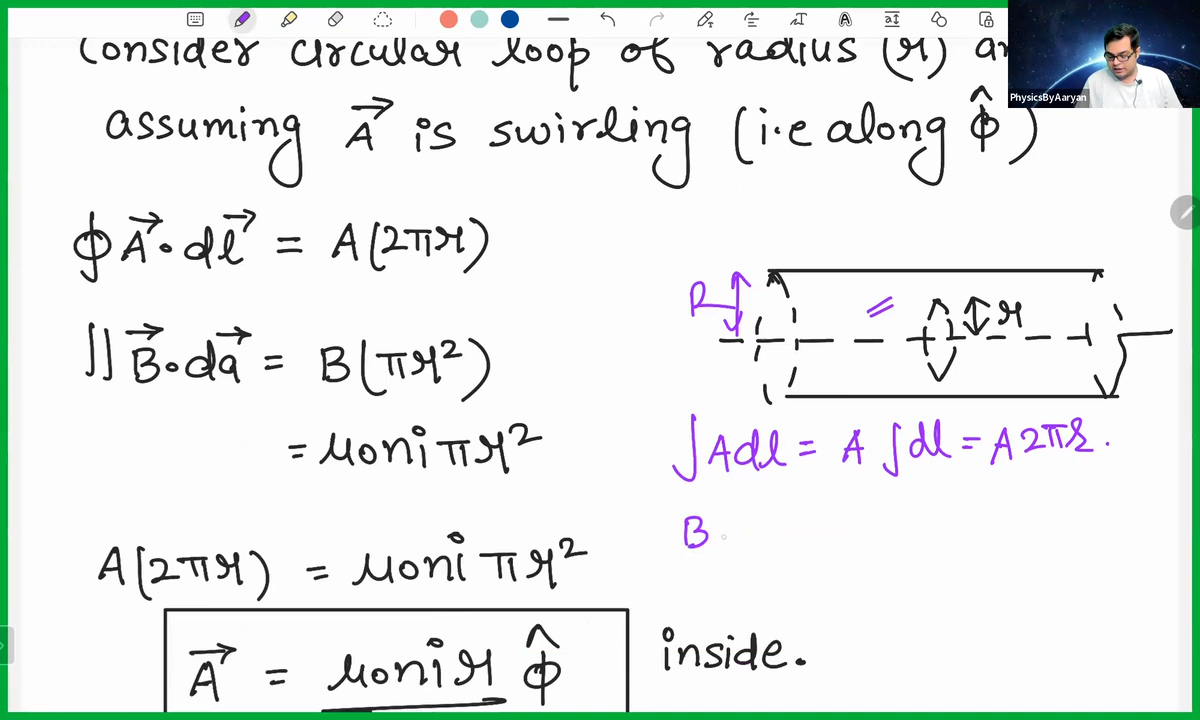 consider circular loop of radius (r) an
PhysicsByAaryan
assuming A⃗ is swirling (i.e along ϕ̂)
∮A⃗·dl⃗ = A(2πr)
∬B⃗·da⃗ = B(πr²)
= μ₀niπr²
R
r
∫Adl = A∫dl = A2πr.
B
A(2πr) = μ₀niπr²
A⃗ = μ₀nir ϕ̂ inside.